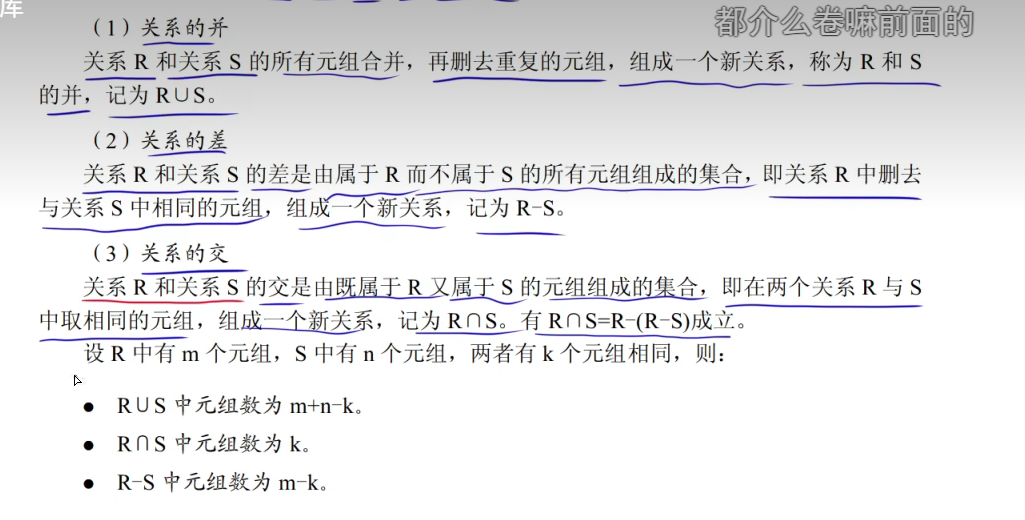 库
都介么卷嘛前面的
（1）关系的并
关系 R 和关系 S 的所有元组合并，再删去重复的元组，组成一个新关系，称为 R 和 S
的并，记为 R∪S。
（2）关系的差
关系 R 和关系 S 的差是由属于 R 而不属于 S 的所有元组组成的集合，即关系 R 中删去
与关系 S 中相同的元组，组成一个新关系，记为 R-S。
（3）关系的交
关系 R 和关系 S 的交是由既属于 R 又属于 S 的元组组成的集合，即在两个关系 R 与 S
中取相同的元组，组成一个新关系，记为 R∩S。有 R∩S=R-(R-S)成立。
设 R 中有 m 个元组，S 中有 n 个元组，两者有 k 个元组相同，则：
● R∪S 中元组数为 m+n-k。
● R∩S 中元组数为 k。
● R-S 中元组数为 m-k。